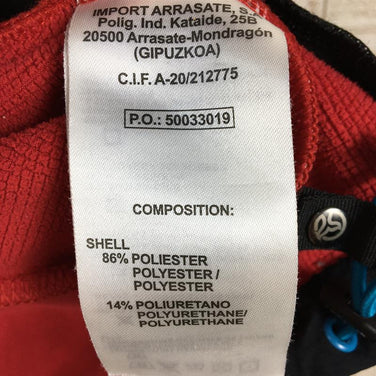 IMPORT ARRASATE, S.
Polig. Ind. Kataide, 25B
20500 Arrasate-Mondragón
(GIPUZKOA)
C.I.F. A-20/212775
P.O.: 50033019
COMPOSITION:
SHELL
86% POLIESTER
POLYESTER /
POLYESTER
14% POLIURETANO
POLYURETHANE/
POLYURETHANE